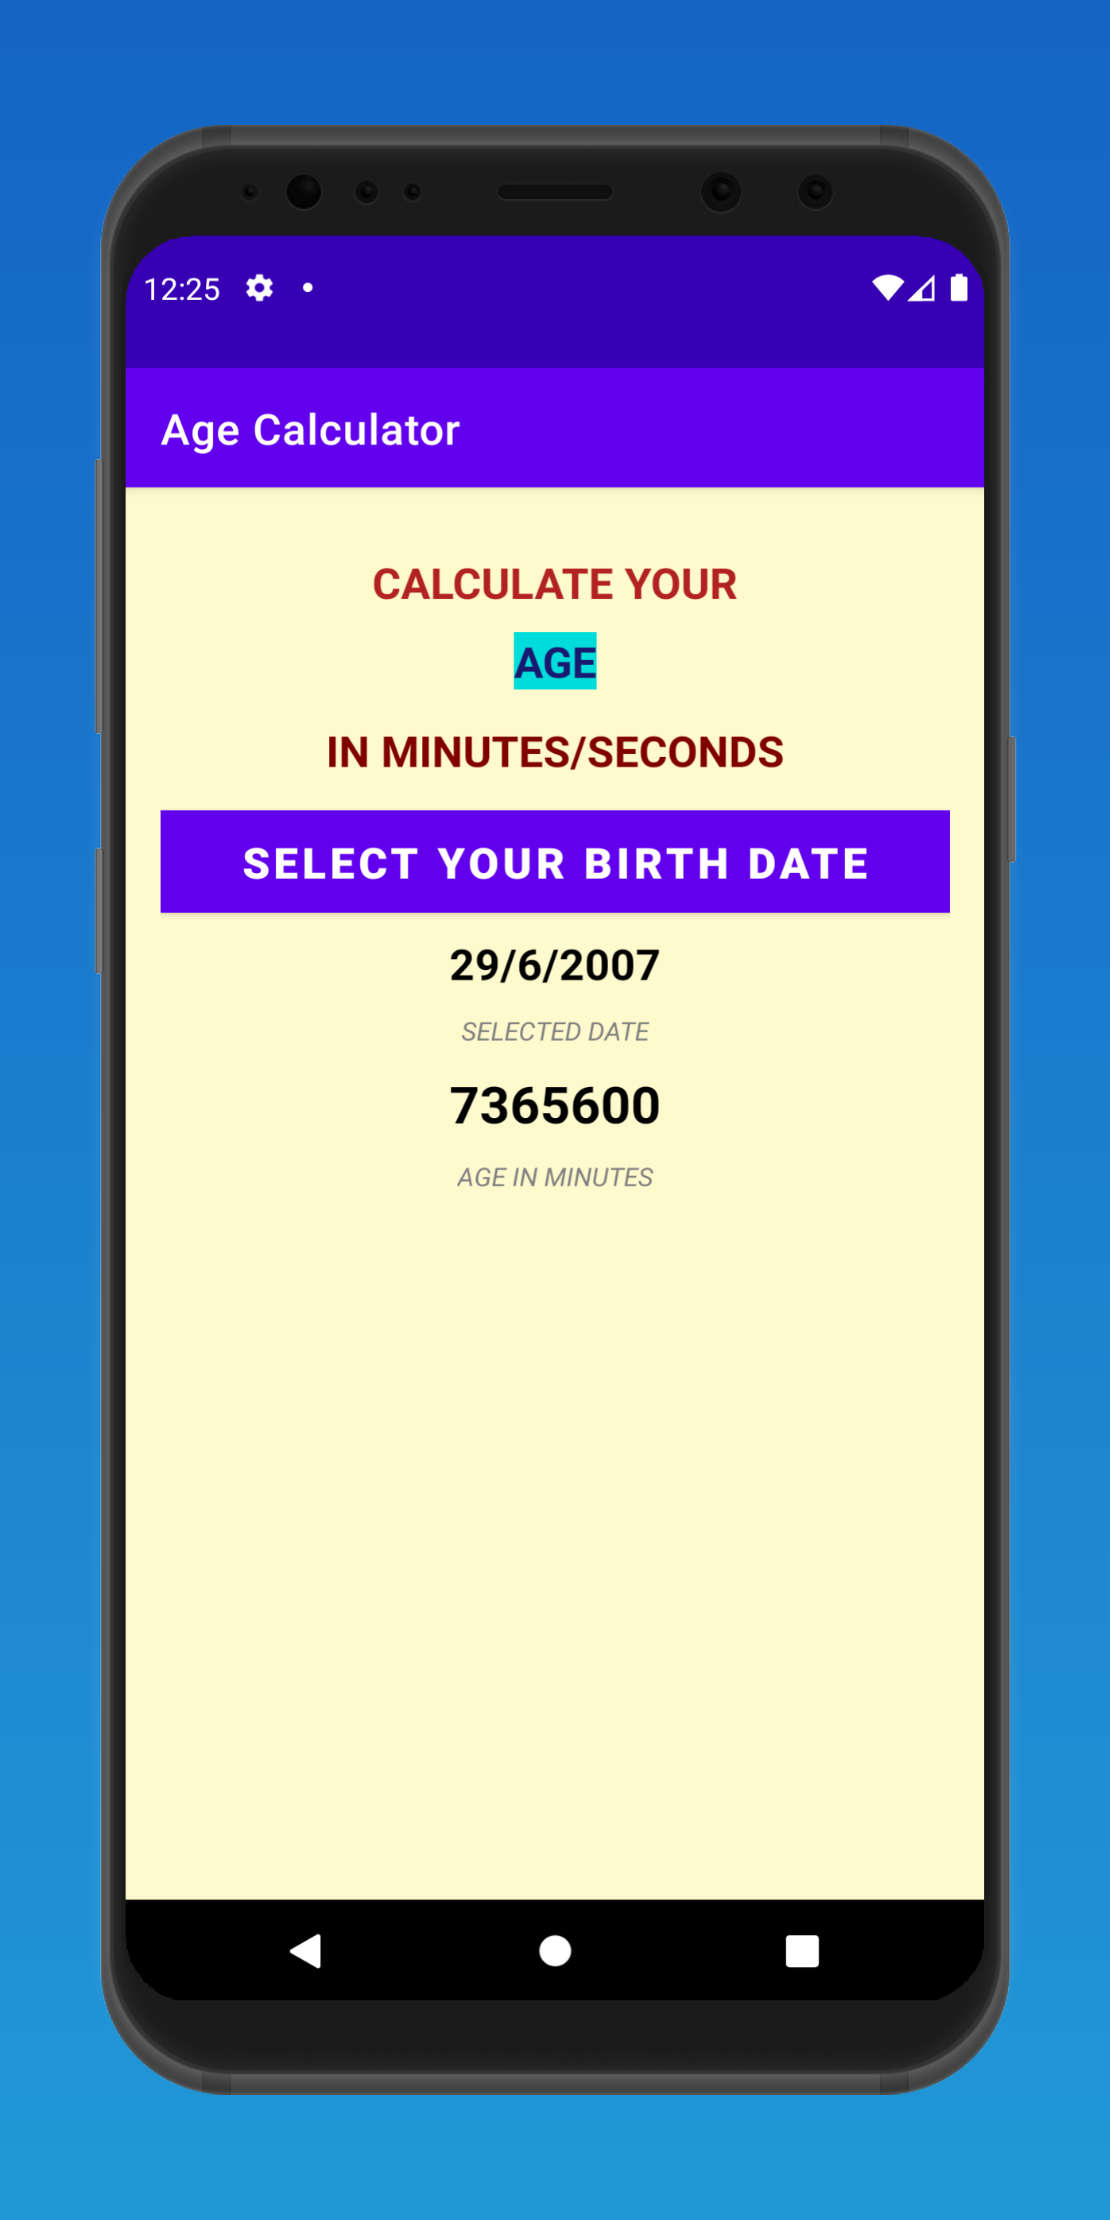 12:25
Age Calculator
CALCULATE YOUR
AGE
IN MINUTES/SECONDS
SELECT YOUR BIRTH DATE
29/6/2007
SELECTED DATE
7365600
AGE IN MINUTES